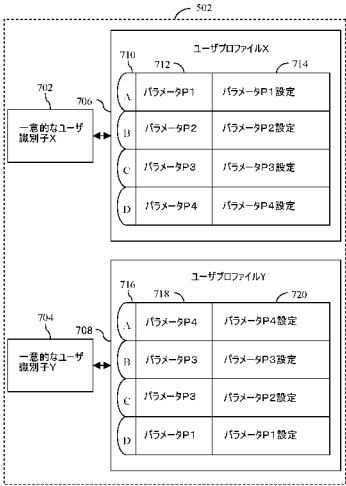 502
ユーザプロファイルX
710
712
714
702
706
一意的なユーザ
識別子X
A パラメータP1 パラメータP1設定
B パラメータP2 パラメータP2設定
C パラメータP3 パラメータP3設定
D パラメータP4 パラメータP4設定
ユーザプロファイルY
716
718
720
704
708
一意的なユーザ
識別子Y
A パラメータP4 パラメータP4設定
B パラメータP3 パラメータP3設定
C パラメータP3 パラメータP2設定
D パラメータP1 パラメータP1設定